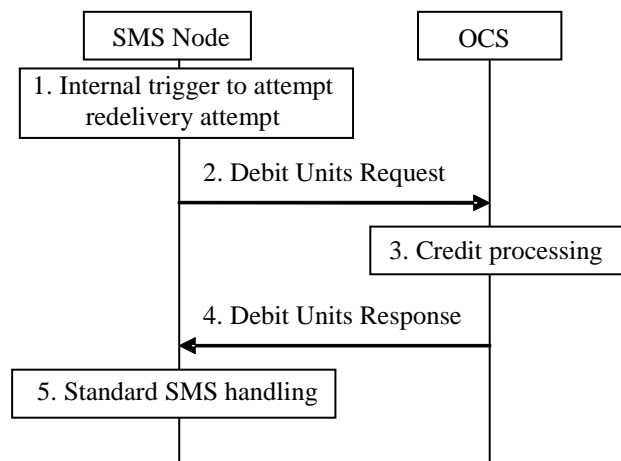 SMS Node
OCS
1. Internal trigger to attempt
redelivery attempt
2. Debit Units Request
3. Credit processing
4. Debit Units Response
5. Standard SMS handling